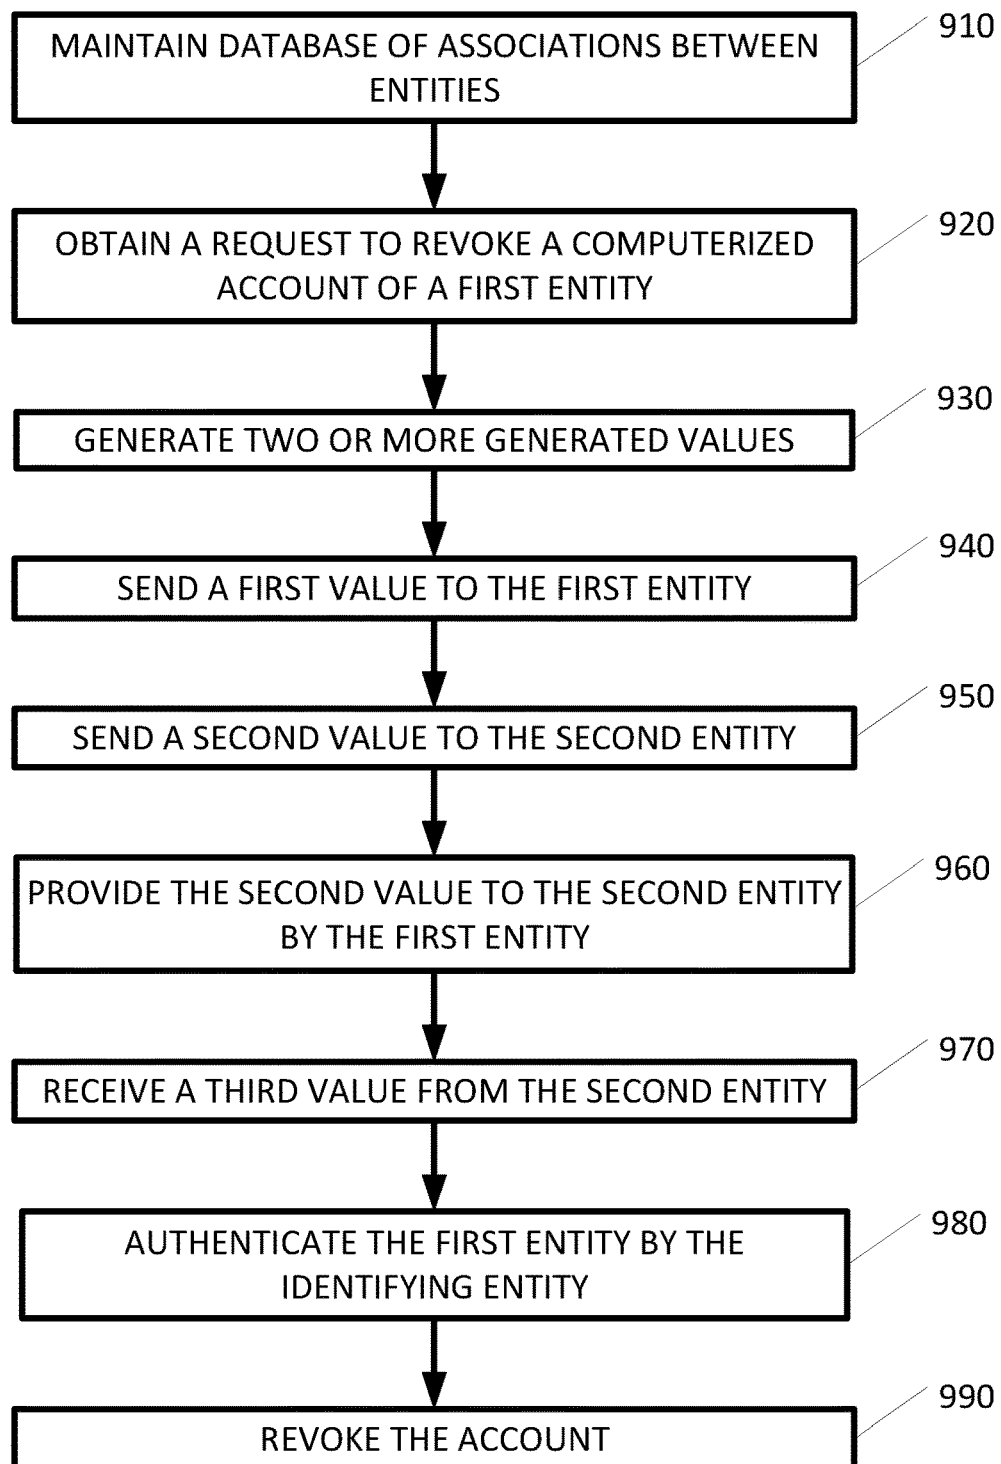 910
MAINTAIN DATABASE OF ASSOCIATIONS BETWEEN
ENTITIES
920
OBTAIN A REQUEST TO REVOKE A COMPUTERIZED
ACCOUNT OF A FIRST ENTITY
930
GENERATE TWO OR MORE GENERATED VALUES
940
SEND A FIRST VALUE TO THE FIRST ENTITY
950
SEND A SECOND VALUE TO THE SECOND ENTITY
960
PROVIDE THE SECOND VALUE TO THE SECOND ENTITY
BY THE FIRST ENTITY
970
RECEIVE A THIRD VALUE FROM THE SECOND ENTITY
980
AUTHENTICATE THE FIRST ENTITY BY THE
IDENTIFYING ENTITY
990
REVOKE THE ACCOUNT